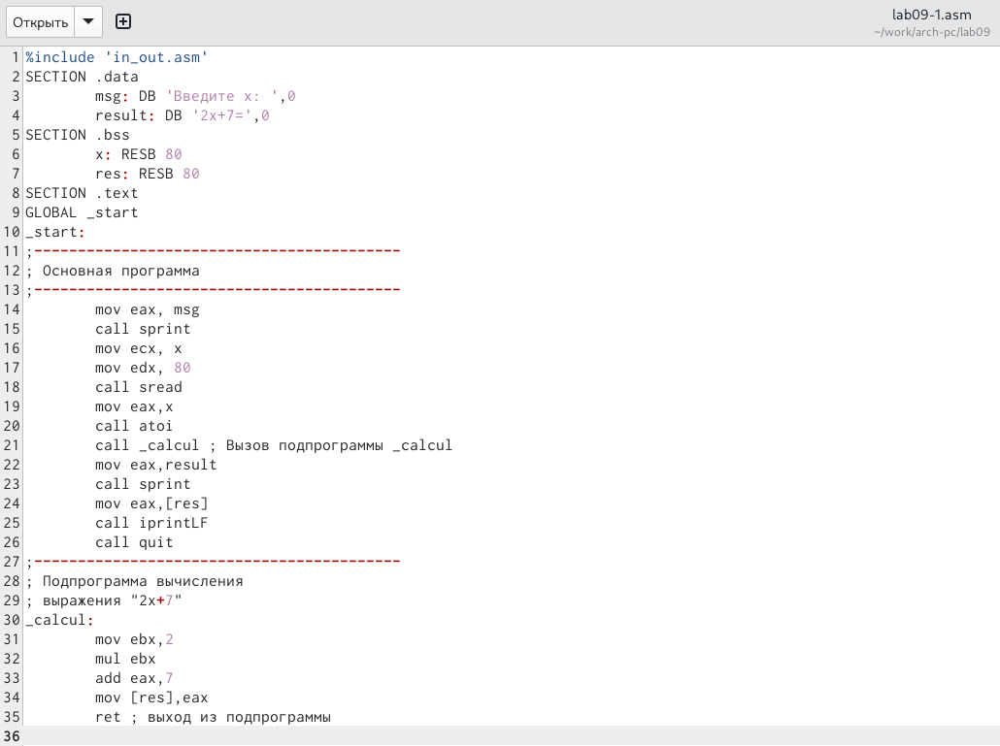 Открыть
lab09-1.asm
~/work/arch-pc/lab09
1 %include 'in_out.asm'
2 SECTION .data
3 msg: DB 'Введите x: ',0
4 result: DB '2x+7=',0
5 SECTION .bss
6 x: RESB 80
7 res: RESB 80
8 SECTION .text
9 GLOBAL _start
10 _start:
11 ;------------------------------------------
12 ; Основная программа
13 ;------------------------------------------
14 mov eax, msg
15 call sprint
16 mov ecx, x
17 mov edx, 80
18 call sread
19 mov eax,x
20 call atoi
21 call _calcul ; Вызов подпрограммы _calcul
22 mov eax,result
23 call sprint
24 mov eax,[res]
25 call iprintLF
26 call quit
27 ;------------------------------------------
28 ; Подпрограмма вычисления
29 ; выражения "2x+7"
30 _calcul:
31 mov ebx,2
32 mul ebx
33 add eax,7
34 mov [res],eax
35 ret ; выход из подпрограммы
36